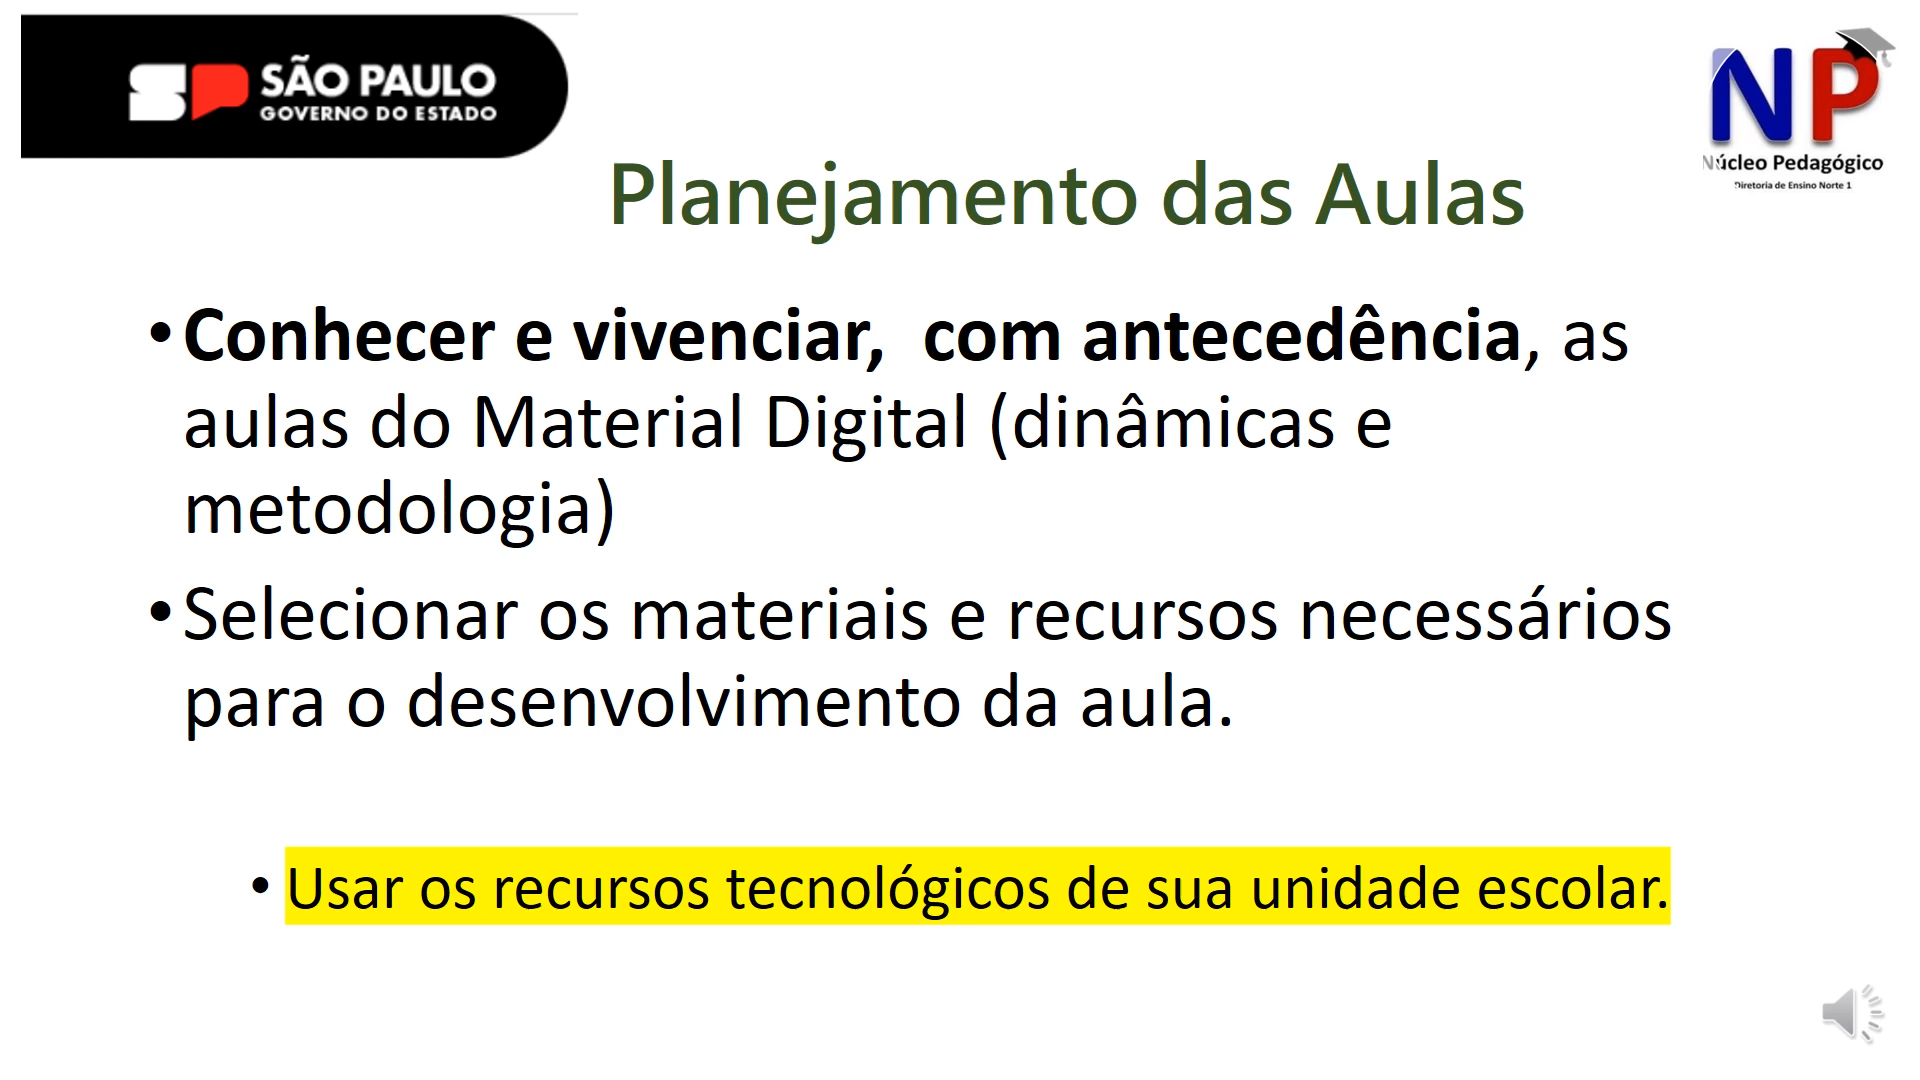 SP SÃO PAULO
GOVERNO DO ESTADO
NP
Núcleo Pedagógico
Diretoria de Ensino Norte 1
Planejamento das Aulas
• Conhecer e vivenciar,  com antecedência, as
aulas do Material Digital (dinâmicas e
metodologia)
• Selecionar os materiais e recursos necessários
para o desenvolvimento da aula.
• Usar os recursos tecnológicos de sua unidade escolar.